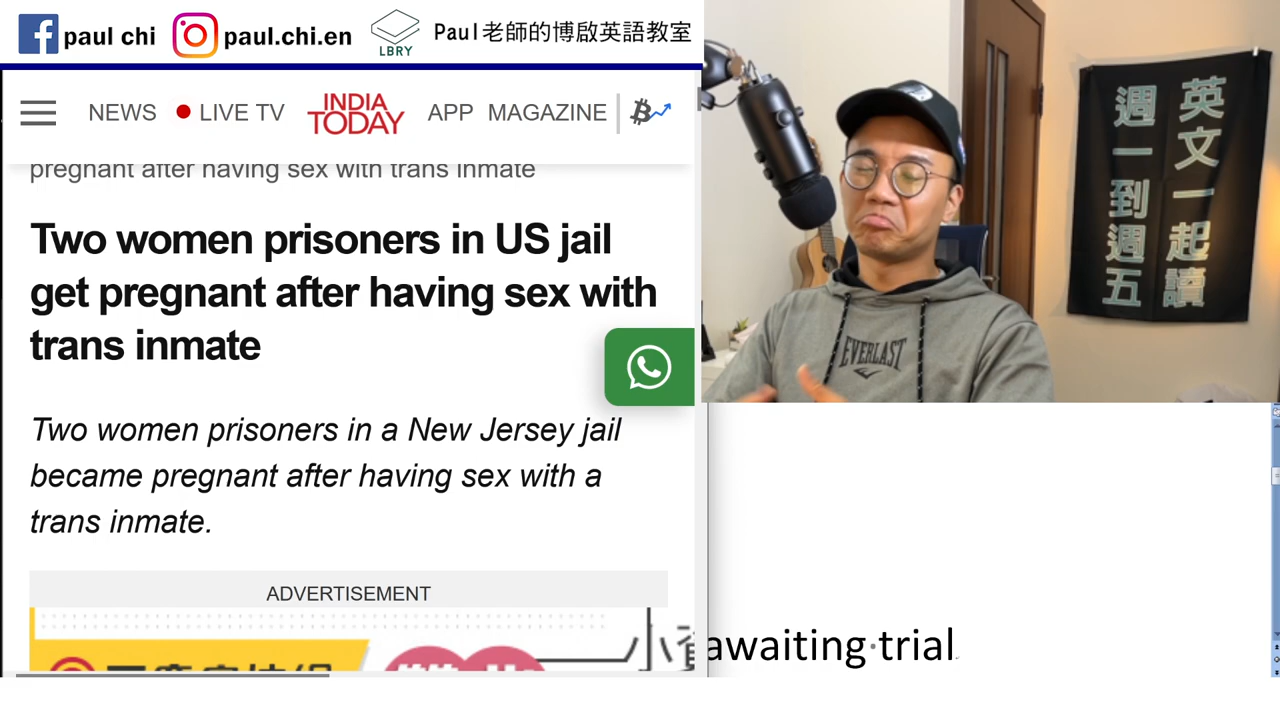 paul chi
paul.chi.en
LBRY
Paul老師的博啟英語教室
NEWS
LIVE TV
INDIA
TODAY
APP
MAGAZINE
pregnant after having sex with trans inmate
Two women prisoners in US jail
get pregnant after having sex with
trans inmate
Two women prisoners in a New Jersey jail
became pregnant after having sex with a
trans inmate.
ADVERTISEMENT
英文一起讀
週一到週五
EVERLAST
awaiting trial